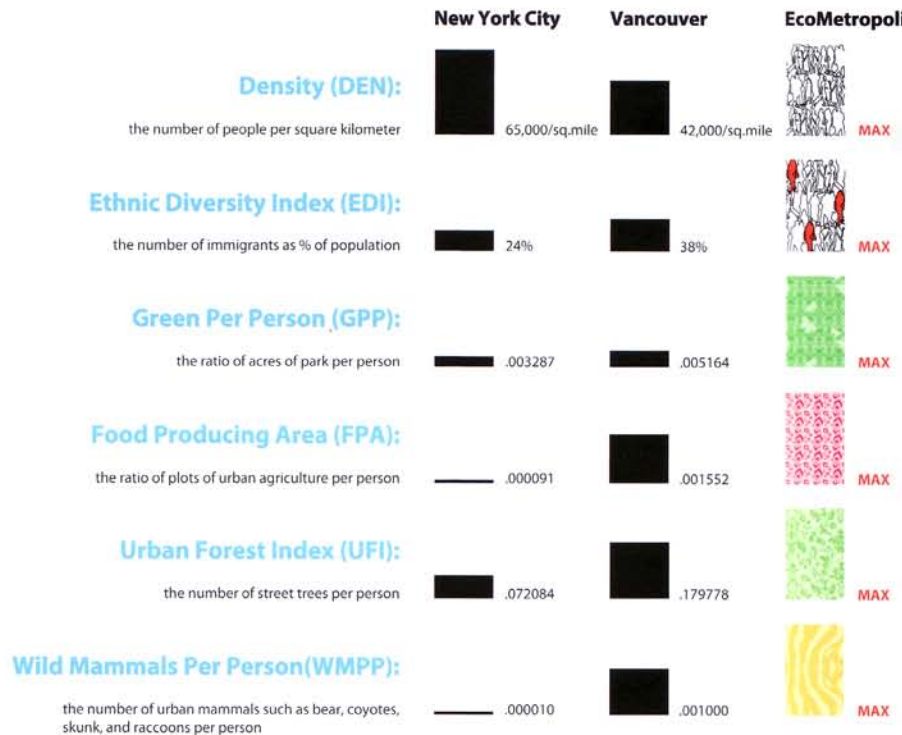 New York City Vancouver EcoMetropoli
Density (DEN):
the number of people per square kilometer 65,000/sq.mile 42,000/sq.mile MAX
Ethnic Diversity Index (EDI):
the number of immigrants as % of population 24% 38% MAX
Green Per Person (GPP):
the ratio of acres of park per person .003287 .005164 MAX
Food Producing Area (FPA):
the ratio of plots of urban agriculture per person .000091 .001552 MAX
Urban Forest Index (UFI):
the number of street trees per person .072084 .179778 MAX
Wild Mammals Per Person(WMPP):
the number of urban mammals such as bear, coyotes, .000010 .001000 MAX
skunk, and raccoons per person